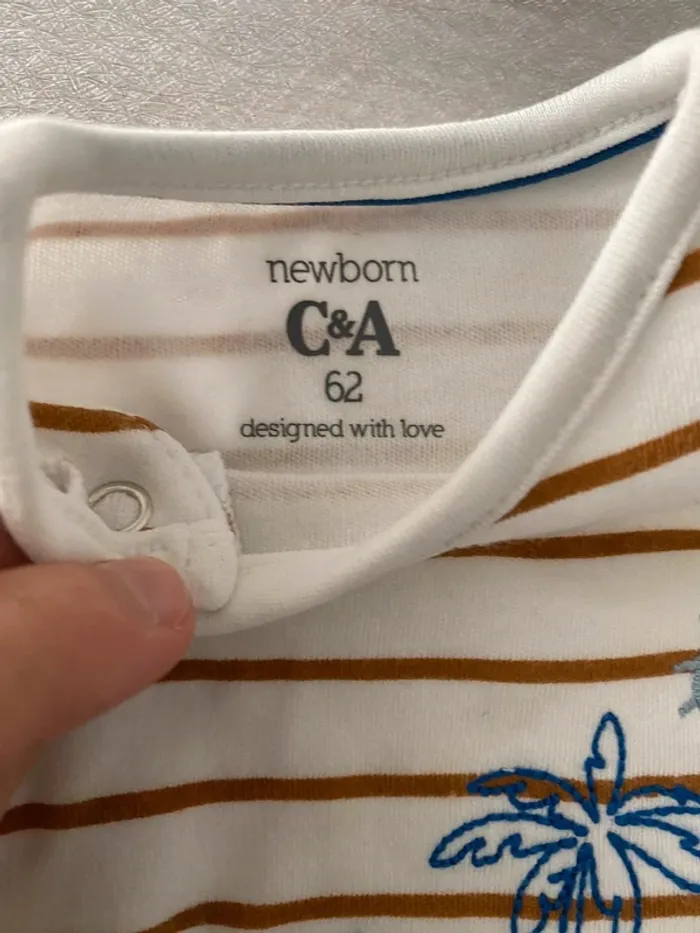 newborn
C&A
62
designed with love